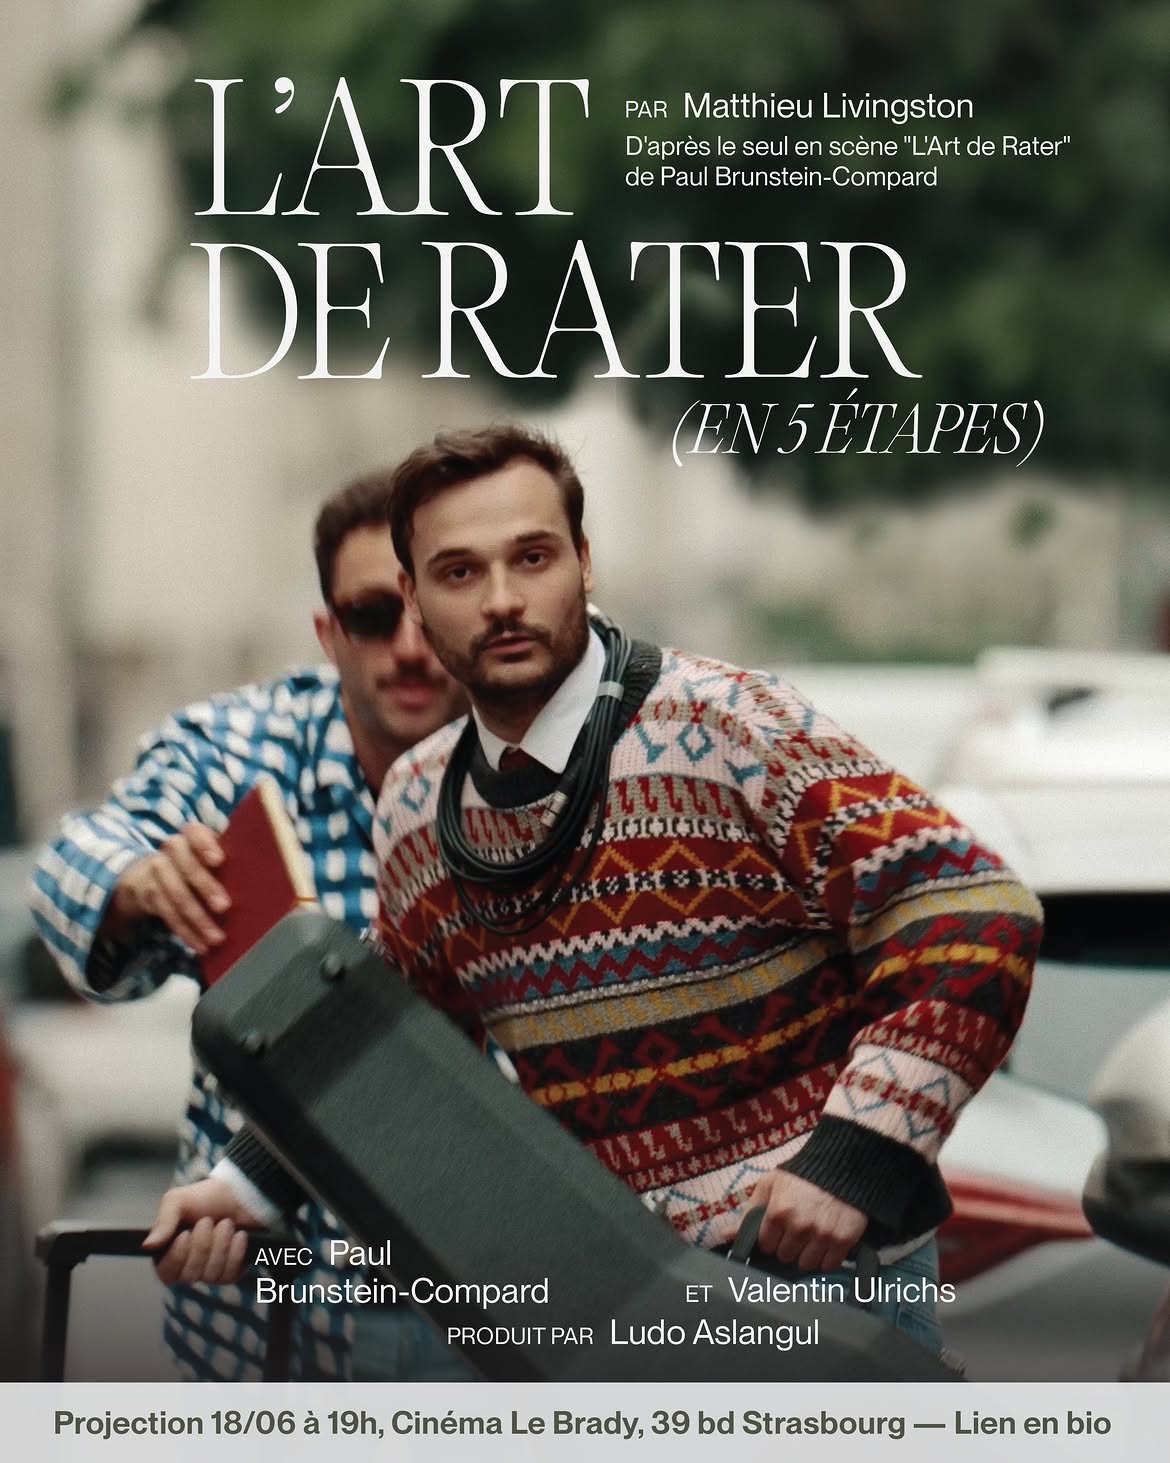 L'ART
DE RATER
(EN 5 ÉTAPES)
PAR Matthieu Livingston
D'après le seul en scène "L'Art de Rater"
de Paul Brunstein-Compard
AVEC Paul
Brunstein-Compard
ET Valentin Ulrichs
PRODUIT PAR Ludo Aslangul
Projection 18/06 à 19h, Cinéma Le Brady, 39 bd Strasbourg — Lien en bio